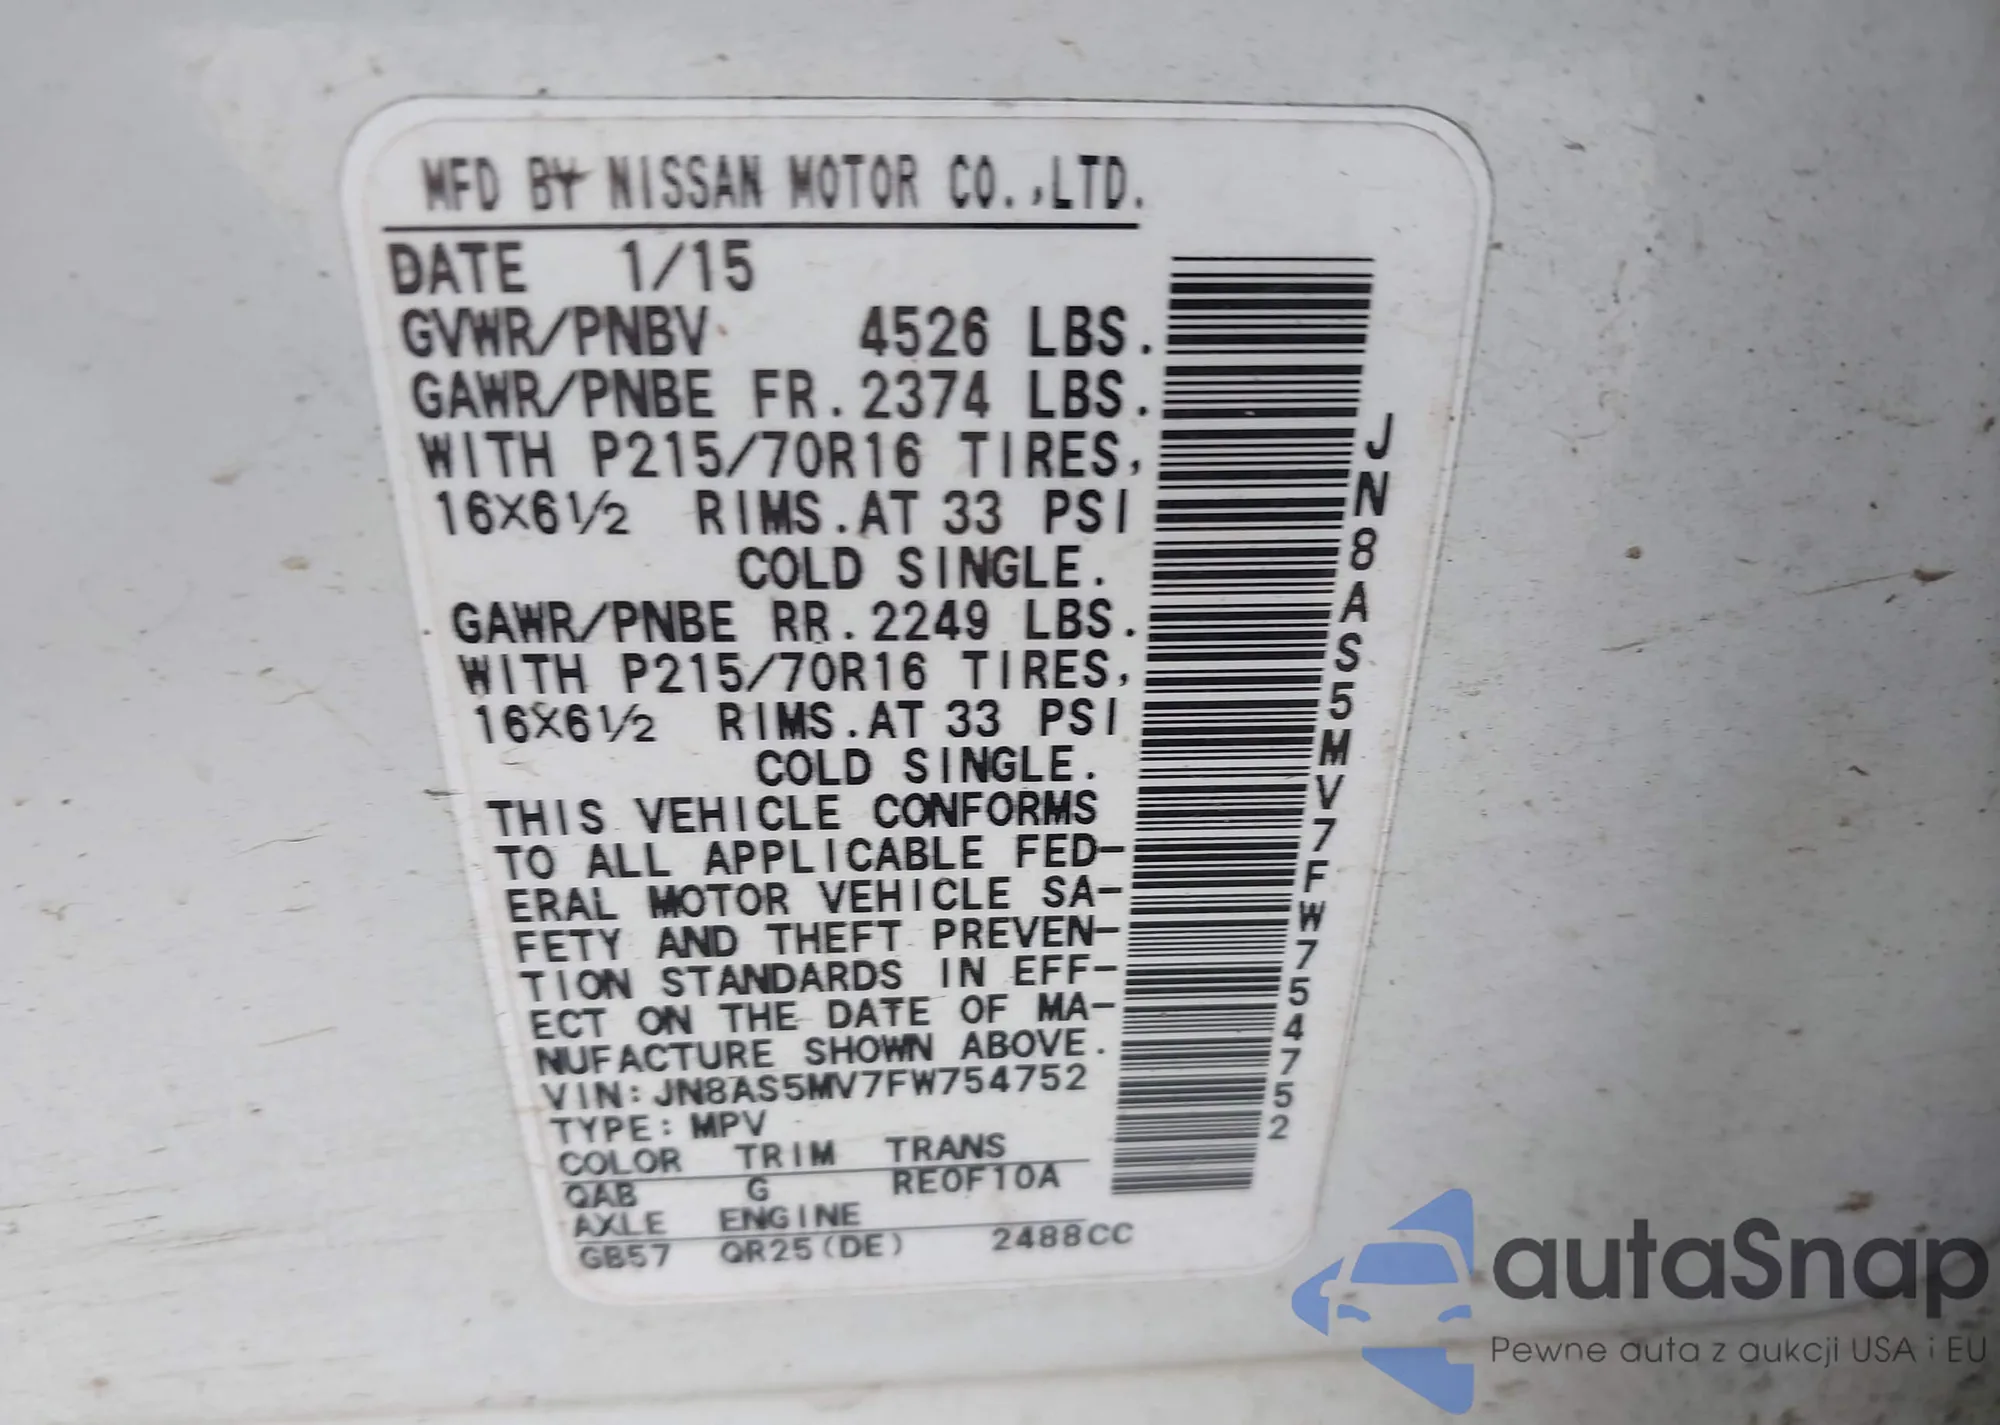 MFD BY NISSAN MOTOR CO.,LTD.
DATE 1/15
GVWR/PNBV 4526 LBS.
GAWR/PNBE FR. 2374 LBS.
WITH P215/70R16 TIRES,
16X6½ RIMS. AT 33 PSI
COLD SINGLE.
GAWR/PNBE RR. 2249 LBS.
WITH P215/70R16 TIRES,
16X6½ RIMS. AT 33 PSI
COLD SINGLE.
THIS VEHICLE CONFORMS
TO ALL APPLICABLE FED-
ERAL MOTOR VEHICLE SA-
FETY AND THEFT PREVEN-
TION STANDARDS IN EFF-
ECT ON THE DATE OF MA-
NUFACTURE SHOWN ABOVE.
VIN: JN8AS5MV7FW754752
TYPE: MPV
COLOR TRIM TRANS
QAB G RE0F10A
AXLE ENGINE
GB57 QR25(DE) 2488CC
JN8AS5MV7FW754752
autaSnap
Pewne auta z aukcji USA i EU